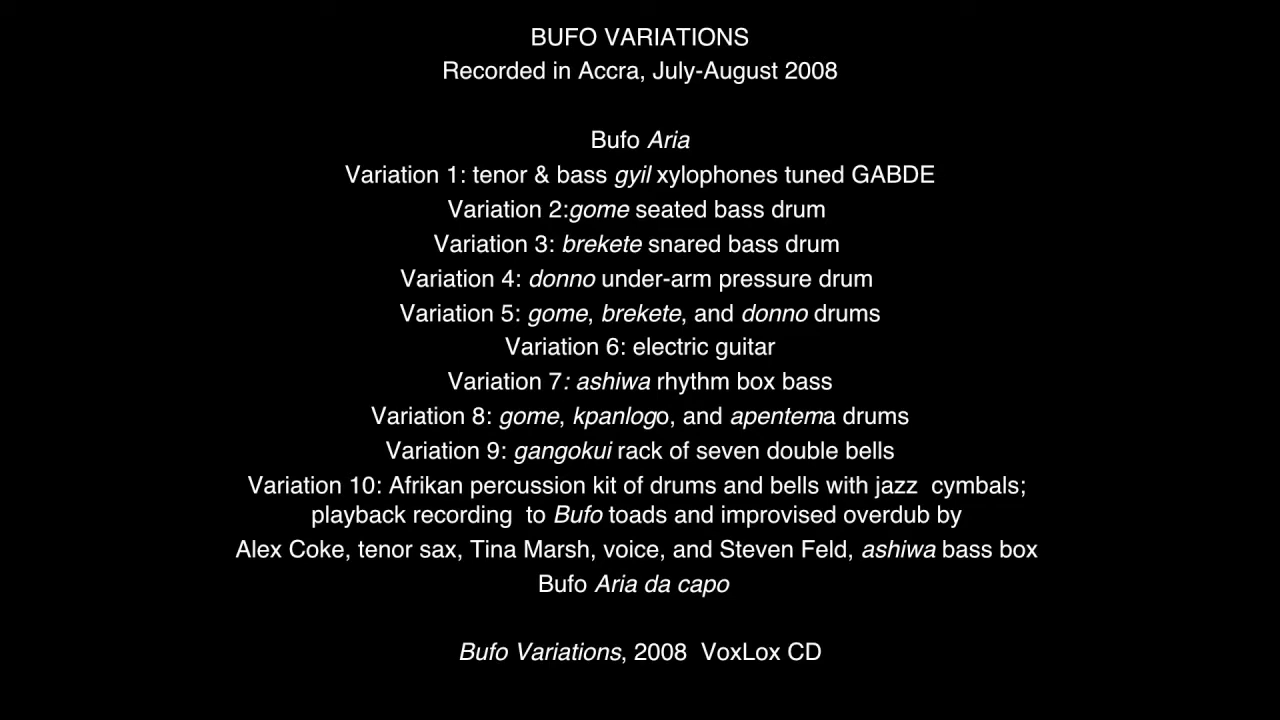 BUFO VARIATIONS
Recorded in Accra, July-August 2008
Bufo Aria
Variation 1: tenor & bass gyil xylophones tuned GABDE
Variation 2:gome seated bass drum
Variation 3: brekete snared bass drum
Variation 4: donno under-arm pressure drum
Variation 5: gome, brekete, and donno drums
Variation 6: electric guitar
Variation 7: ashiwa rhythm box bass
Variation 8: gome, kpanlogo, and apentema drums
Variation 9: gangokui rack of seven double bells
Variation 10: Afrikan percussion kit of drums and bells with jazz  cymbals;
playback recording  to Bufo toads and improvised overdub by
Alex Coke, tenor sax, Tina Marsh, voice, and Steven Feld, ashiwa bass box
Bufo Aria da capo
Bufo Variations, 2008  VoxLox CD